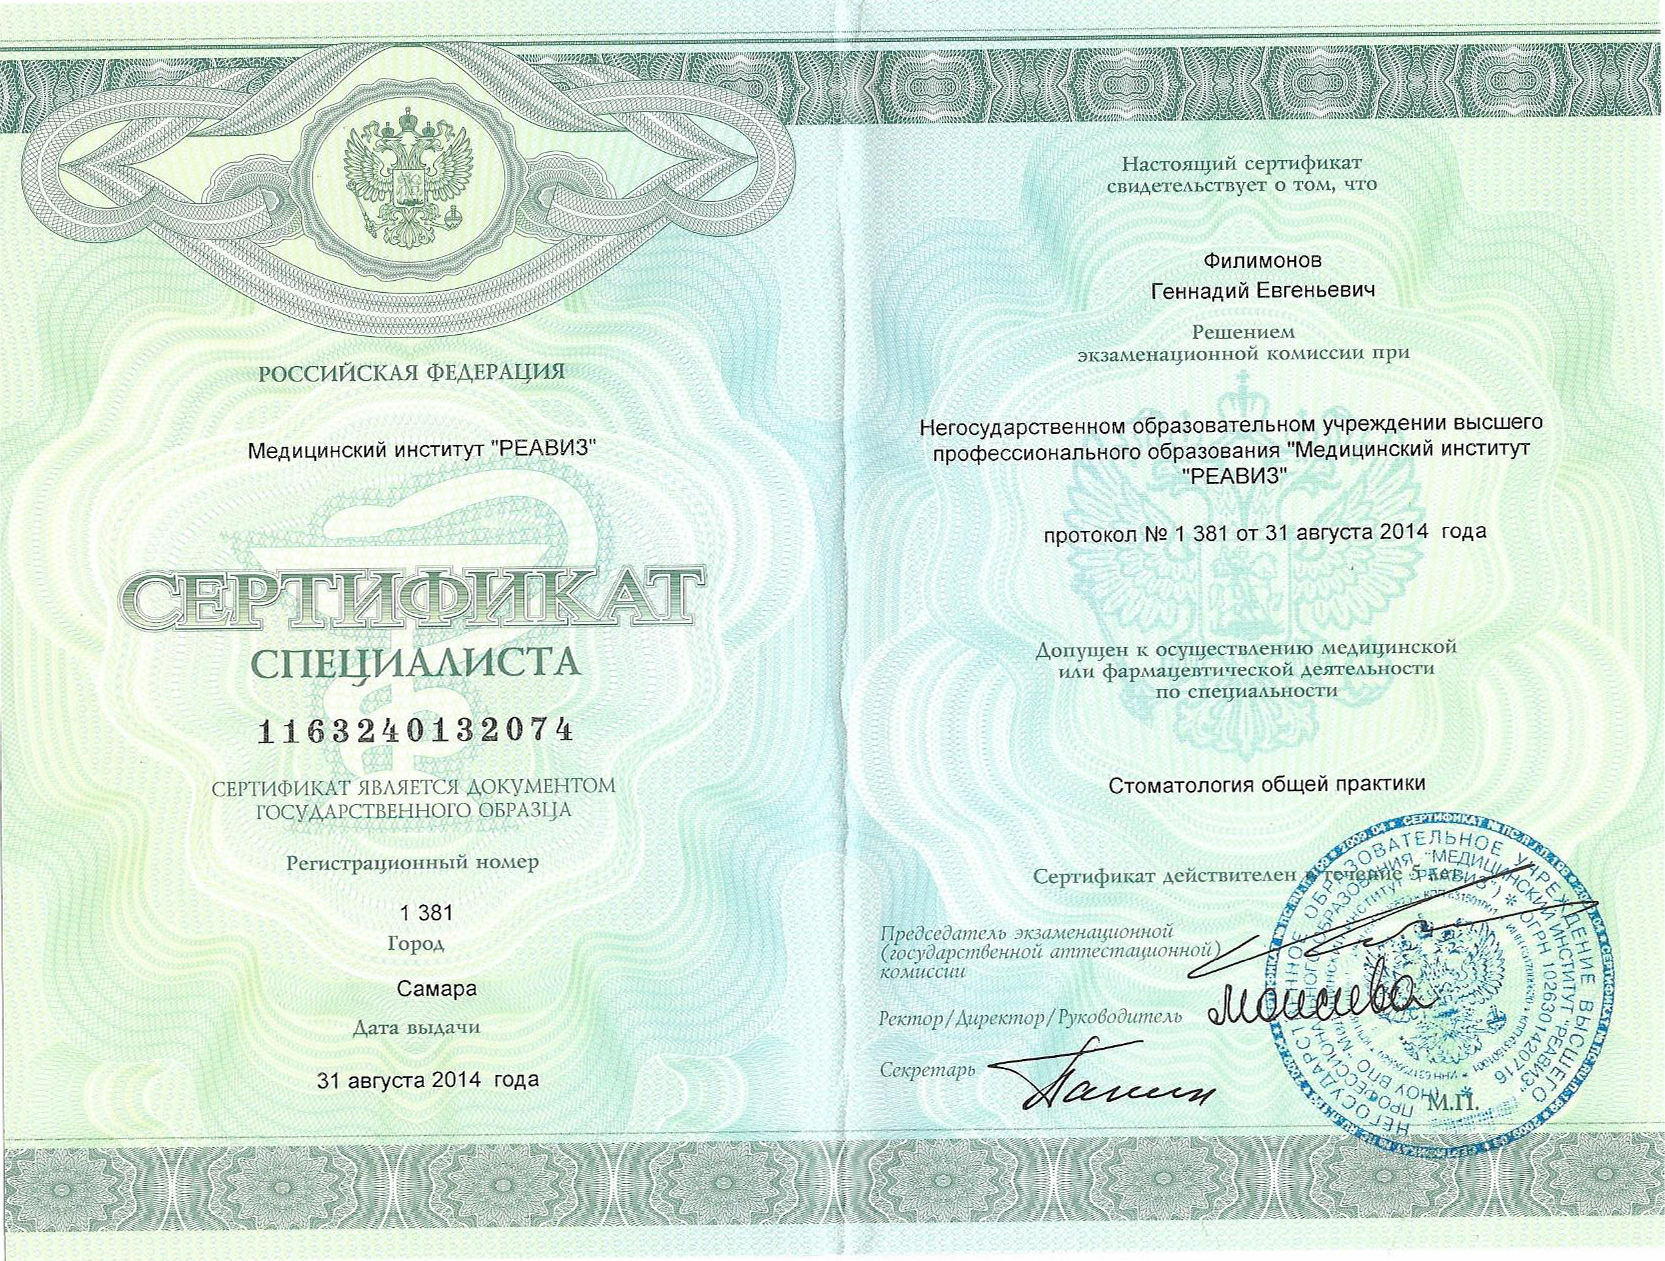 РОССИЙСКАЯ ФЕДЕРАЦИЯ
Медицинский институт "РЕАВИЗ"
СЕРТИФИКАТ
СПЕЦИАЛИСТА
1163240132074
СЕРТИФИКАТ ЯВЛЯЕТСЯ ДОКУМЕНТОМ
ГОСУДАРСТВЕННОГО ОБРАЗЦА
Регистрационный номер
1 381
Город
Самара
Дата выдачи
31 августа 2014 года
Настоящий сертификат
свидетельствует о том, что
Филимонов
Геннадий Евгеньевич
Решением
экзаменационной комиссии при
Негосударственном образовательном учреждении высшего
профессионального образования "Медицинский институт
"РЕАВИЗ"
протокол № 1 381 от 31 августа 2014 года
Допущен к осуществлению медицинской
или фармацевтической деятельности
по специальности
Стоматология общей практики
Сертификат действителен в течение 5 лет.
Председатель экзаменационной
(государственной аттестационной)
комиссии
Ректор/Директор/Руководитель
Секретарь
М.П.
НЕГОСУДАРСТВЕННОЕ ОБРАЗОВАТЕЛЬНОЕ УЧРЕЖДЕНИЕ ВЫСШЕГО
ПРОФЕССИОНАЛЬНОГО ОБРАЗОВАНИЯ "МЕДИЦИНСКИЙ ИНСТИТУТ "РЕАВИЗ"
ОГРН 1026301420716